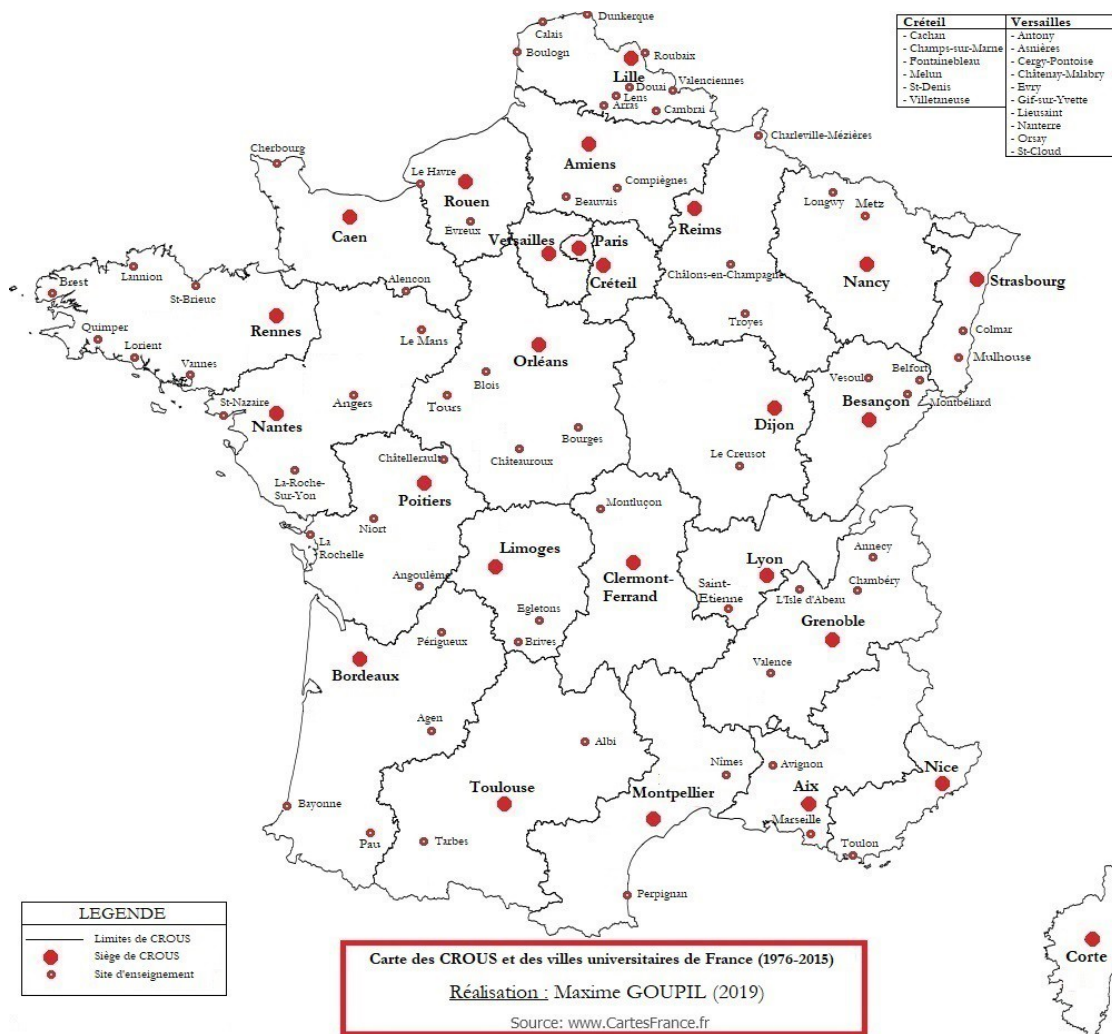 Créteil
- Cachan
- Champs-sur-Marne
- Fontainebleau
- Melun
- St-Denis
- Villetaneuse
Versailles
- Antony
- Asnières
- Cergy-Pontoise
- Châtenay-Malabry
- Evry
- Gif-sur-Yvette
- Lieusaint
- Nanterre
- Orsay
- St-Cloud
Dunkerque
Calais
Boulogn
Roubaix
Lille
Douai
Valenciennes
Lens
Arras
Cambrai
Charleville-Mézières
Cherbourg
Amiens
Le Havre
Compiègnes
Rouen
Beauvais
Longwy
Metz
Caen
Évreux
Reims
Versailles
Paris
Créteil
Châlons-en-Champagne
Nancy
Strasbourg
Lannion
Brest
St-Brieuc
Alençon
Rennes
Quimper
Lorient
Vannes
Le Mans
Troyes
Colmar
Mulhouse
Orléans
Blois
Tours
Vesoul
Belfort
Montbéliard
Besançon
St-Nazaire
Nantes
Angers
Dijon
Bourges
Châteauroux
Le Creusot
Châtellerault
La-Roche-
Sur-Yon
Poitiers
Niort
La
Rochelle
Montluçon
Limoges
Clermont-
Ferrand
Lyon
Annecy
Chambéry
Angoulême
Saint-
Etienne
L'Isle d'Abeau
Egletons
Grenoble
Périgueux
Brives
Bordeaux
Valence
Agen
Albi
Nîmes
Avignon
Nice
Toulouse
Montpellier
Aix
Bayonne
Marseille
Pau
Tarbes
Toulon
Perpignan
Corte
LEGENDE
Limites de CROUS
Siège de CROUS
Site d'enseignement
Carte des CROUS et des villes universitaires de France (1976-2015)
Réalisation : Maxime GOUPIL (2019)
Source: www.CartesFrance.fr